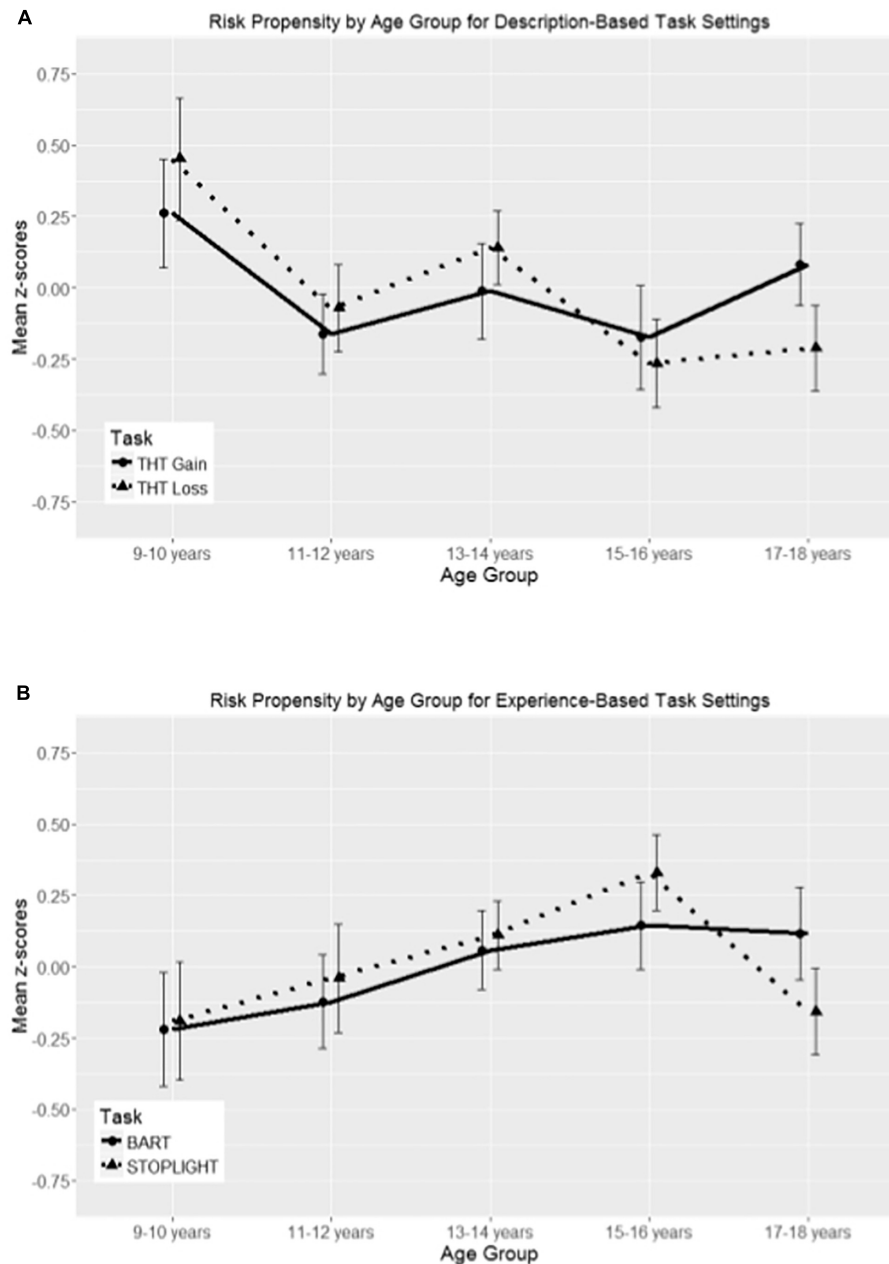 A
Risk Propensity by Age Group for Description-Based Task Settings
Mean z-scores
0.75
0.50
0.25
0.00
-0.25
-0.50
-0.75
Task
THT Gain
THT Loss
9-10 years 11-12 years 13-14 years 15-16 years 17-18 years
Age Group
B
Risk Propensity by Age Group for Experience-Based Task Settings
Mean z-scores
0.75
0.50
0.25
0.00
-0.25
-0.50
-0.75
Task
BART
STOPLIGHT
9-10 years 11-12 years 13-14 years 15-16 years 17-18 years
Age Group